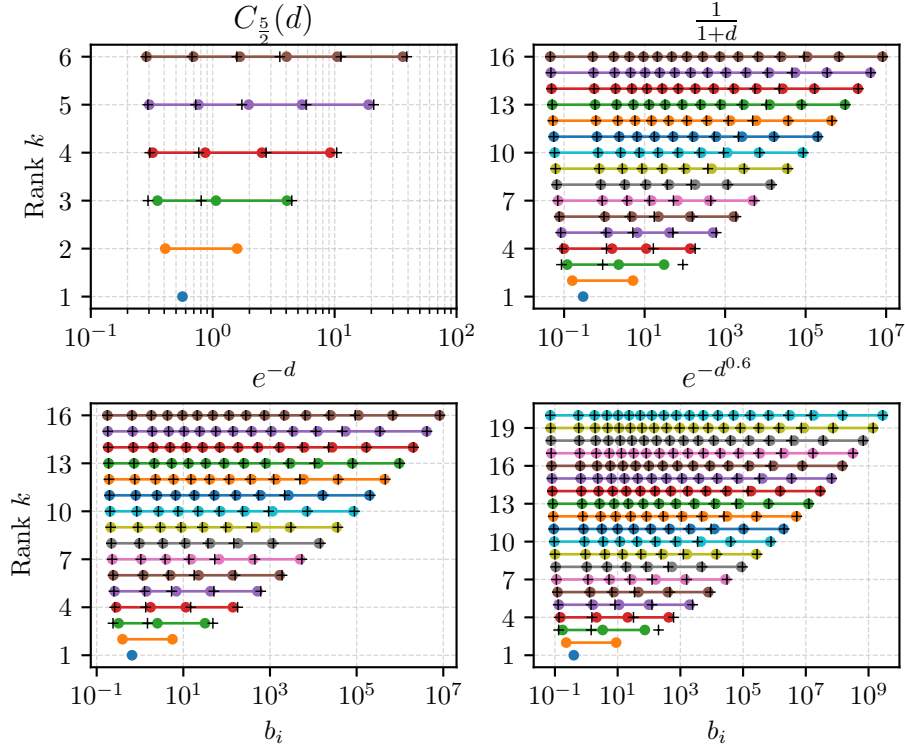 C_{\frac{5}{2}}(d)
Rank k
6
5
4
3
2
1
10^{-1} 10^{0} 10^{1} 10^{2}
\frac{1}{1+d}
16
13
10
7
4
1
10^{-1} 10^{1} 10^{3} 10^{5} 10^{7}
e^{-d}
Rank k
16
13
10
7
4
1
10^{-1} 10^{1} 10^{3} 10^{5} 10^{7}
b_i
e^{-d^{0.6}}
19
16
13
10
7
4
1
10^{-1} 10^{1} 10^{3} 10^{5} 10^{7} 10^{9}
b_i